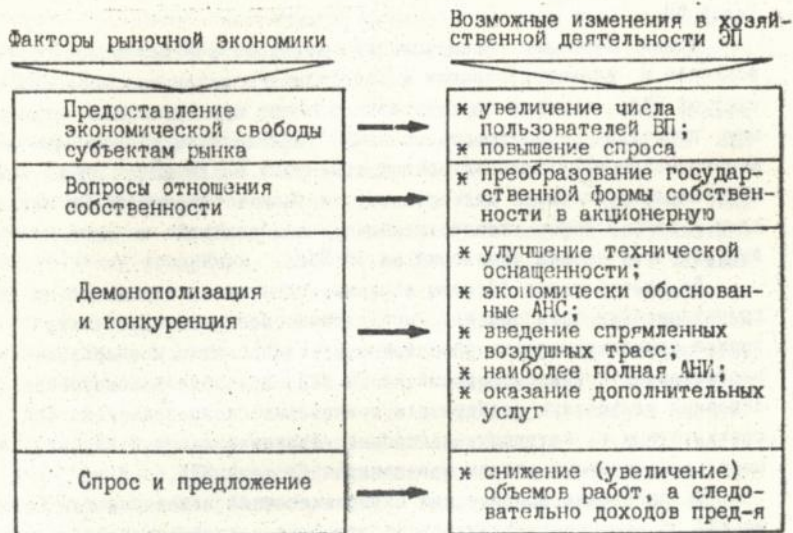 Факторы рыночной экономики
Возможные изменения в хозяй-
ственной деятельности ЭП
Предоставление
экономической свободы
субъектам рынка
ж увеличение числа
пользователей ВП;
ж повышение спроса
Вопросы отношения
собственности
ж преобразование государ-
ственной формы собствен-
ности в акционерную
Демонополизация
и конкуренция
ж улучшение технической
оснащенности;
ж экономически обоснован-
ные АНС;
ж введение спрямленных
воздушных трасс;
ж наиболее полная АНИ;
ж оказание дополнительных
услуг
Спрос и предложение
ж снижение (увеличение)
объемов работ, а следо-
вательно доходов пред-я